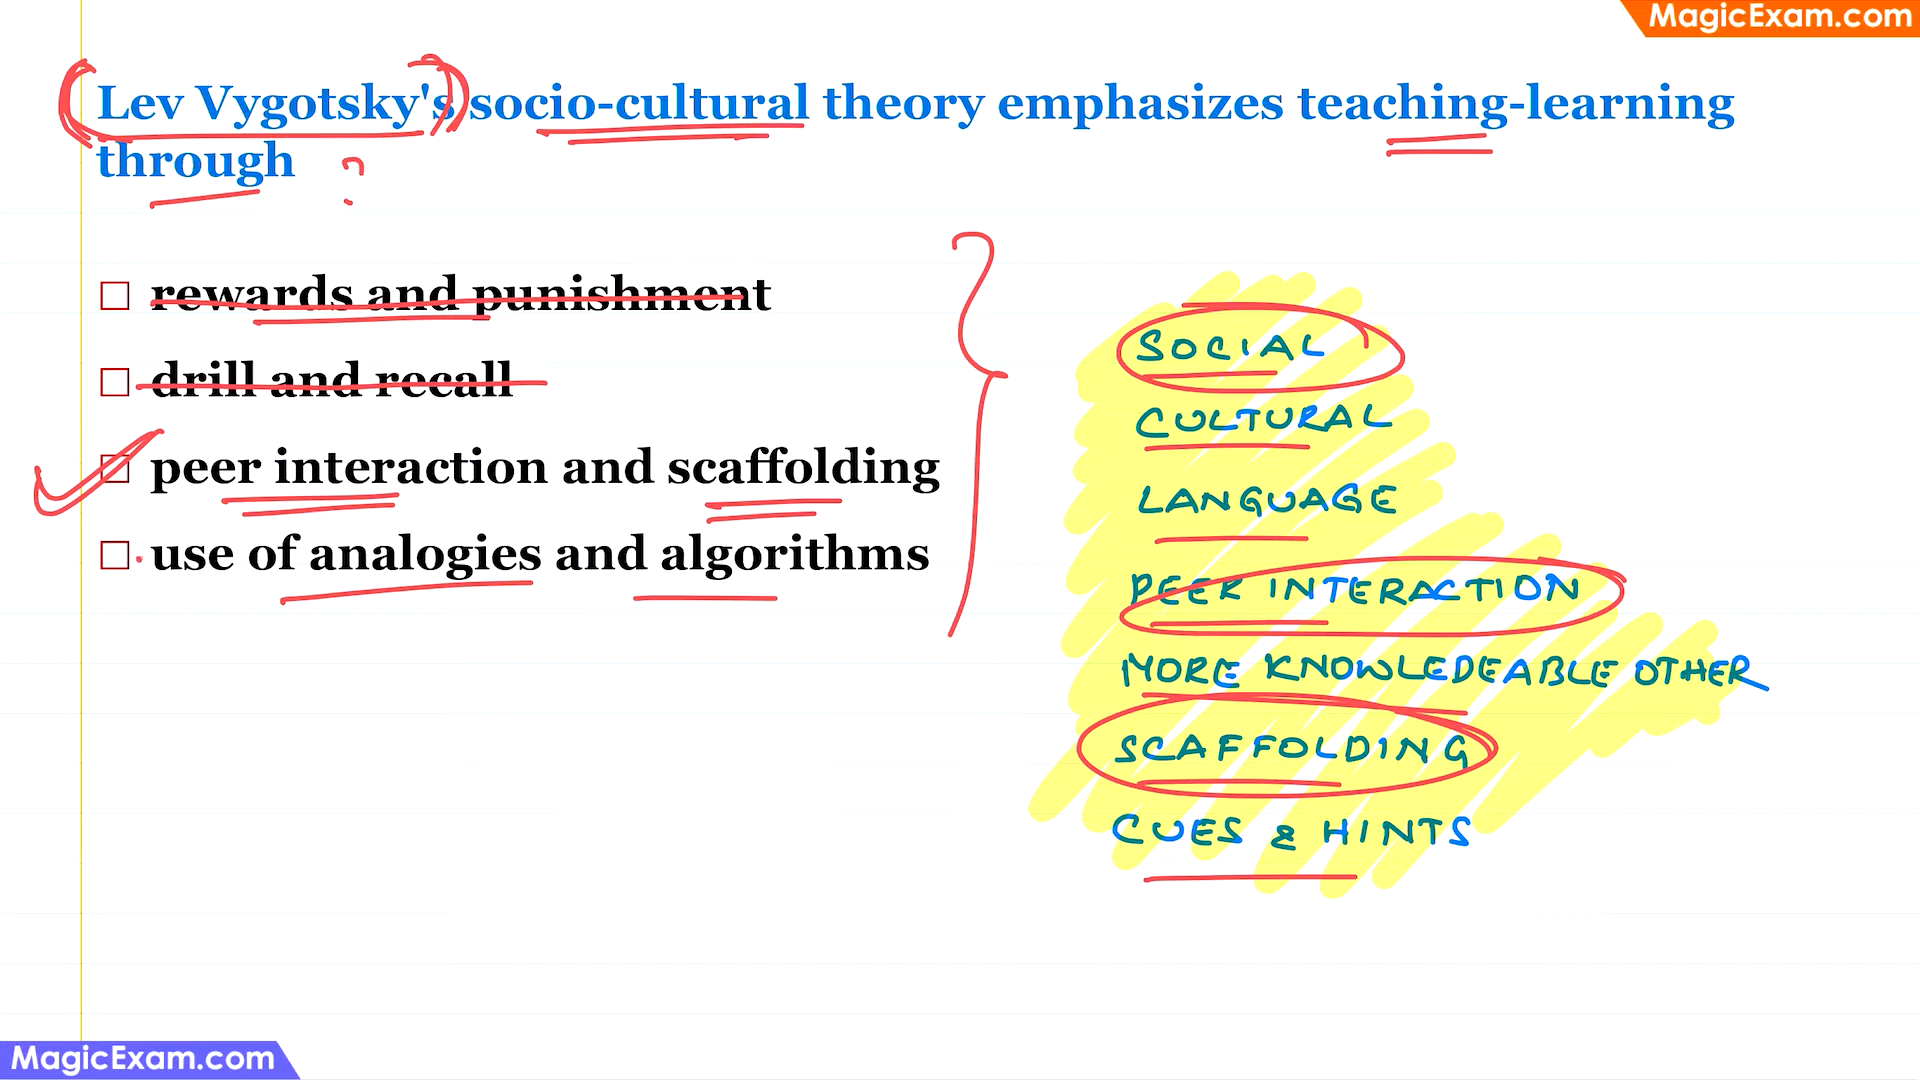 MagicExam.com
Lev Vygotsky's socio-cultural theory emphasizes teaching-learning
through ?
rewards and punishment
drill and recall
peer interaction and scaffolding
use of analogies and algorithms
SOCIAL
CULTURAL
LANGUAGE
PEER INTERACTION
MORE KNOWLEDEABLE OTHER
SCAFFOLDING
CUES & HINTS
MagicExam.com